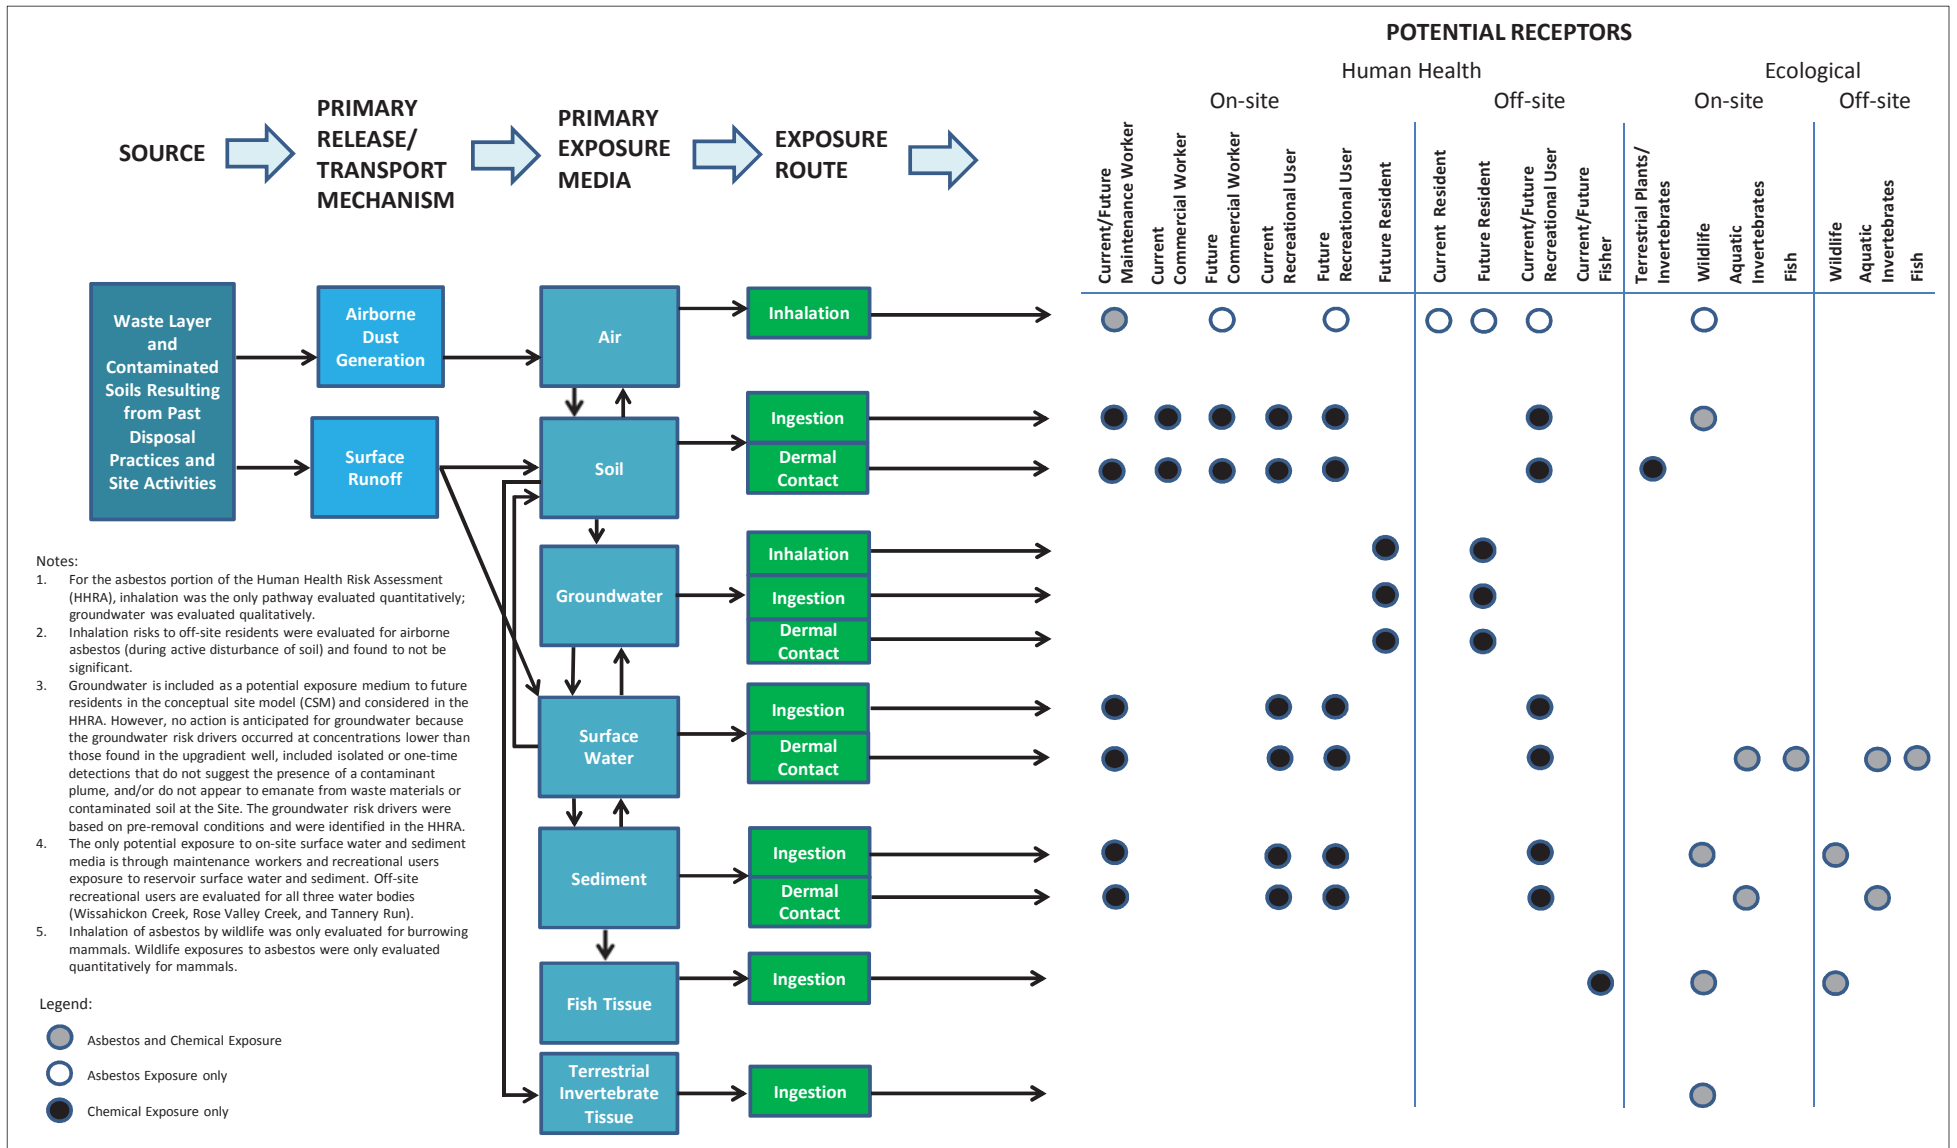 POTENTIAL RECEPTORS
Human Health
Ecological
On-site
Off-site
On-site
Off-site
SOURCE
PRIMARY
RELEASE/
TRANSPORT
MECHANISM
PRIMARY
EXPOSURE
MEDIA
EXPOSURE
ROUTE
Current/Future
Maintenance Worker
Current
Commercial Worker
Future
Commercial Worker
Current
Recreational User
Future
Recreational User
Future Resident
Current Resident
Future Resident
Current/Future
Recreational User
Current/Future
Fisher
Terrestrial Plants/
Invertebrates
Wildlife
Aquatic
Invertebrates
Fish
Wildlife
Aquatic
Invertebrates
Fish
Waste Layer
and
Contaminated
Soils Resulting
from Past
Disposal
Practices and
Site Activities
Airborne
Dust
Generation
Surface
Runoff
Air
Inhalation
Soil
Ingestion
Dermal
Contact
Groundwater
Inhalation
Ingestion
Dermal
Contact
Surface
Water
Ingestion
Dermal
Contact
Sediment
Ingestion
Dermal
Contact
Fish Tissue
Ingestion
Terrestrial
Invertebrate
Tissue
Ingestion
Notes:
1. For the asbestos portion of the Human Health Risk Assessment
(HHRA), inhalation was the only pathway evaluated quantitatively;
groundwater was evaluated qualitatively.
2. Inhalation risks to off-site residents were evaluated for airborne
asbestos (during active disturbance of soil) and found to not be
significant.
3. Groundwater is included as a potential exposure medium to future
residents in the conceptual site model (CSM) and considered in the
HHRA. However, no action is anticipated for groundwater because
the groundwater risk drivers occurred at concentrations lower than
those found in the upgradient well, included isolated or one-time
detections that do not suggest the presence of a contaminant
plume, and/or do not appear to emanate from waste materials or
contaminated soil at the Site. The groundwater risk drivers were
based on pre-removal conditions and were identified in the HHRA.
4. The only potential exposure to on-site surface water and sediment
media is through maintenance workers and recreational users
exposure to reservoir surface water and sediment. Off-site
recreational users are evaluated for all three water bodies
(Wissahickon Creek, Rose Valley Creek, and Tannery Run).
5. Inhalation of asbestos by wildlife was only evaluated for burrowing
mammals. Wildlife exposures to asbestos were only evaluated
quantitatively for mammals.
Legend:
Asbestos and Chemical Exposure
Asbestos Exposure only
Chemical Exposure only